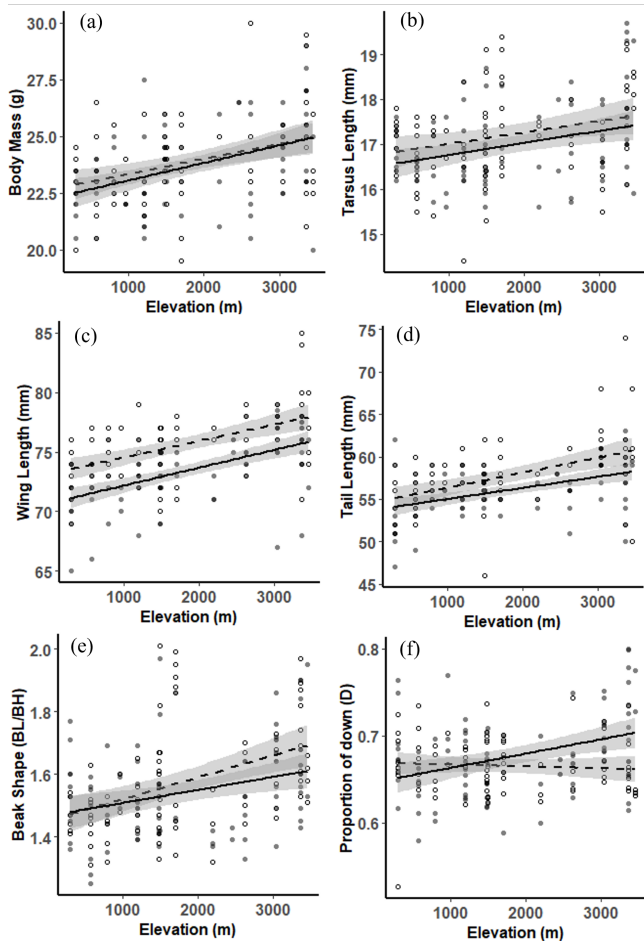 (a)
Body Mass (g)
30.0
27.5
25.0
22.5
20.0
1000 2000 3000
Elevation (m)
(b)
Tarsus Length (mm)
19
18
17
16
15
1000 2000 3000
Elevation (m)
(c)
Wing Length (mm)
85
80
75
70
65
1000 2000 3000
Elevation (m)
(d)
Tail Length (mm)
75
70
65
60
55
50
45
1000 2000 3000
Elevation (m)
(e)
Beak Shape (BL/BH)
2.0
1.8
1.6
1.4
1000 2000 3000
Elevation (m)
(f)
Proportion of down (D)
0.8
0.7
0.6
1000 2000 3000
Elevation (m)